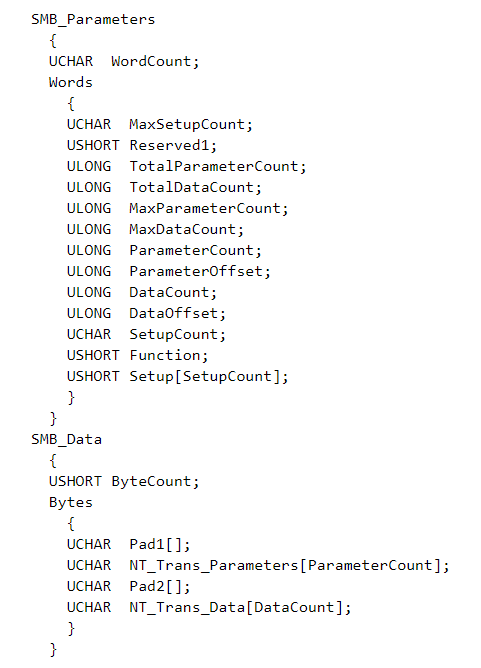 SMB_Parameters
{
UCHAR WordCount;
Words
{
UCHAR MaxSetupCount;
USHORT Reserved1;
ULONG TotalParameterCount;
ULONG TotalDataCount;
ULONG MaxParameterCount;
ULONG MaxDataCount;
ULONG ParameterCount;
ULONG ParameterOffset;
ULONG DataCount;
ULONG DataOffset;
UCHAR SetupCount;
USHORT Function;
USHORT Setup[SetupCount];
}
}
SMB_Data
{
USHORT ByteCount;
Bytes
{
UCHAR Pad1[];
UCHAR NT_Trans_Parameters[ParameterCount];
UCHAR Pad2[];
UCHAR NT_Trans_Data[DataCount];
}
}